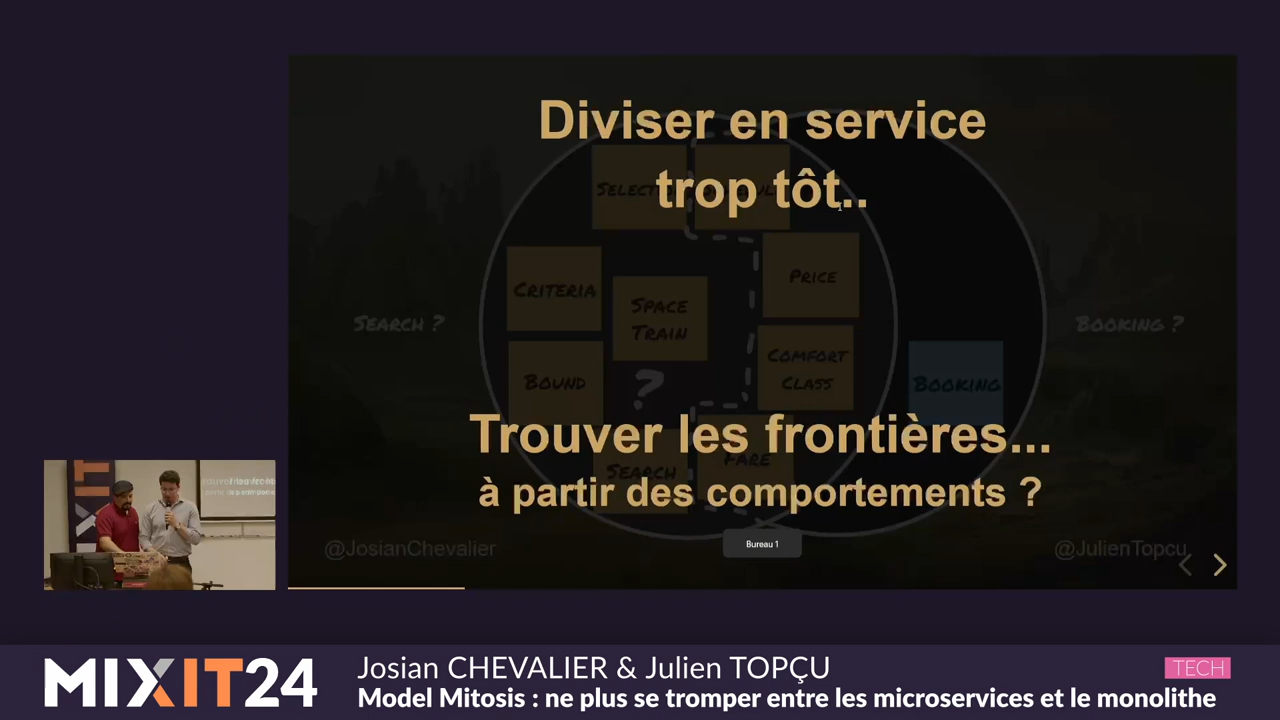 Diviser en service
trop tôt..
CRITERIA
SPACE
TRAIN
PRICE
SEARCH ?
BOOKING ?
BOUND
?
COMFORT
CLASS
BOOKING
Trouver les frontières...
SEARCH
FARE
à partir des comportements ?
@JosianChevalier
Bureau 1
@JulienTopcu
MIXIT24
Josian CHEVALIER & Julien TOPÇU
TECH
Model Mitosis : ne plus se tromper entre les microservices et le monolithe